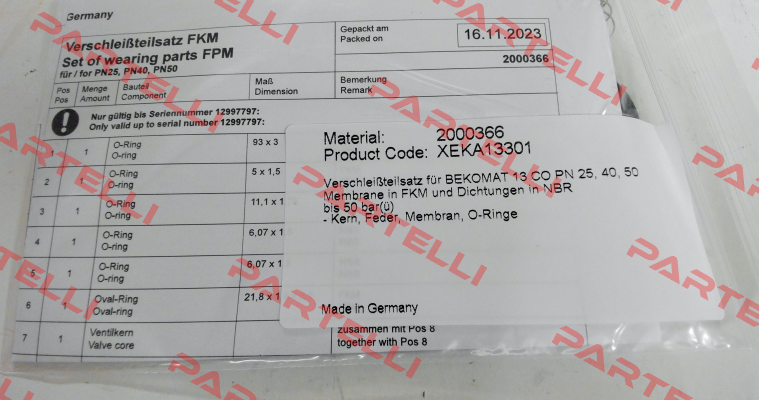 Germany
Verschleißteilsatz FKM
Set of wearing parts FPM
für / for PN25, PN40, PN50
Gepackt am
Packed on
16.11.2023
2000366
Pos Menge Bauteil Maß Bemerkung
Pos Amount Component Dimension Remark
! Nur gültig bis Seriennummer 12997797:
Only valid up to serial number 12997797:
1 1 O-Ring 93 x 3
O-ring
2 1 O-Ring 5 x 1,5
O-ring
3 1 O-Ring 11,1 x 1
O-ring
4 1 O-Ring 6,07 x 1
O-ring
5 1 O-Ring 6,07 x 1
O-ring
6 1 Oval-Ring 21,8 x 1
Oval-ring
7 1 Ventilkern zusammen mit Pos 8
Valve core together with Pos 8
Material: 2000366
Product Code: XEKA13301
Verschleißteilsatz für BEKOMAT 13 CO PN 25, 40, 50
Membrane in FKM und Dichtungen in NBR
bis 50 bar(ü)
- Kern, Feder, Membran, O-Ringe
Made in Germany
PARTELLI